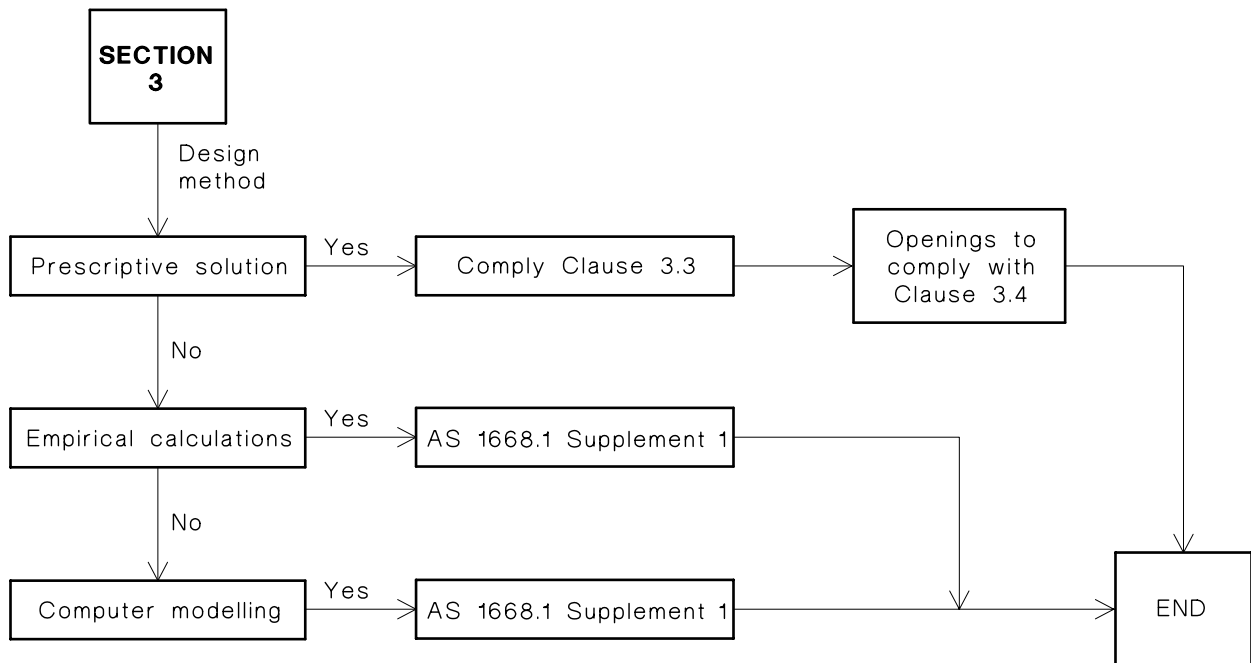 SECTION
3
Design
method
Prescriptive solution
Yes
Comply Clause 3.3
Openings to
comply with
Clause 3.4
No
Empirical calculations
Yes
AS 1668.1 Supplement 1
No
Computer modelling
Yes
AS 1668.1 Supplement 1
END